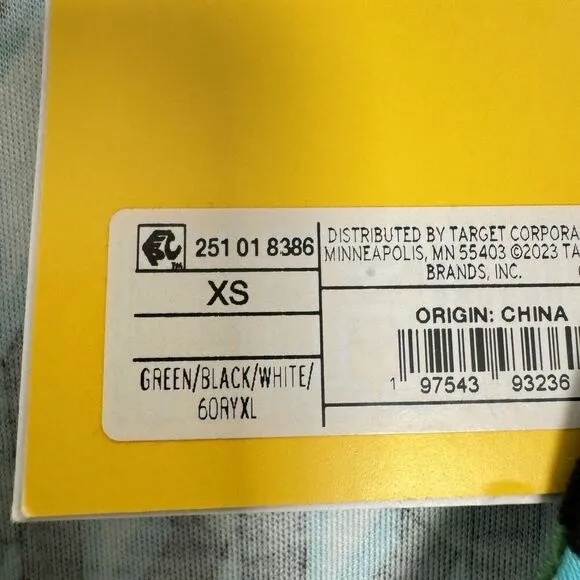 TM 251 01 8386
XS
GREEN/BLACK/WHITE/
60RYXL
DISTRIBUTED BY TARGET CORPORA
MINNEAPOLIS, MN 55403 ©2023 TA
BRANDS, INC.
ORIGIN: CHINA
1 97543 93236